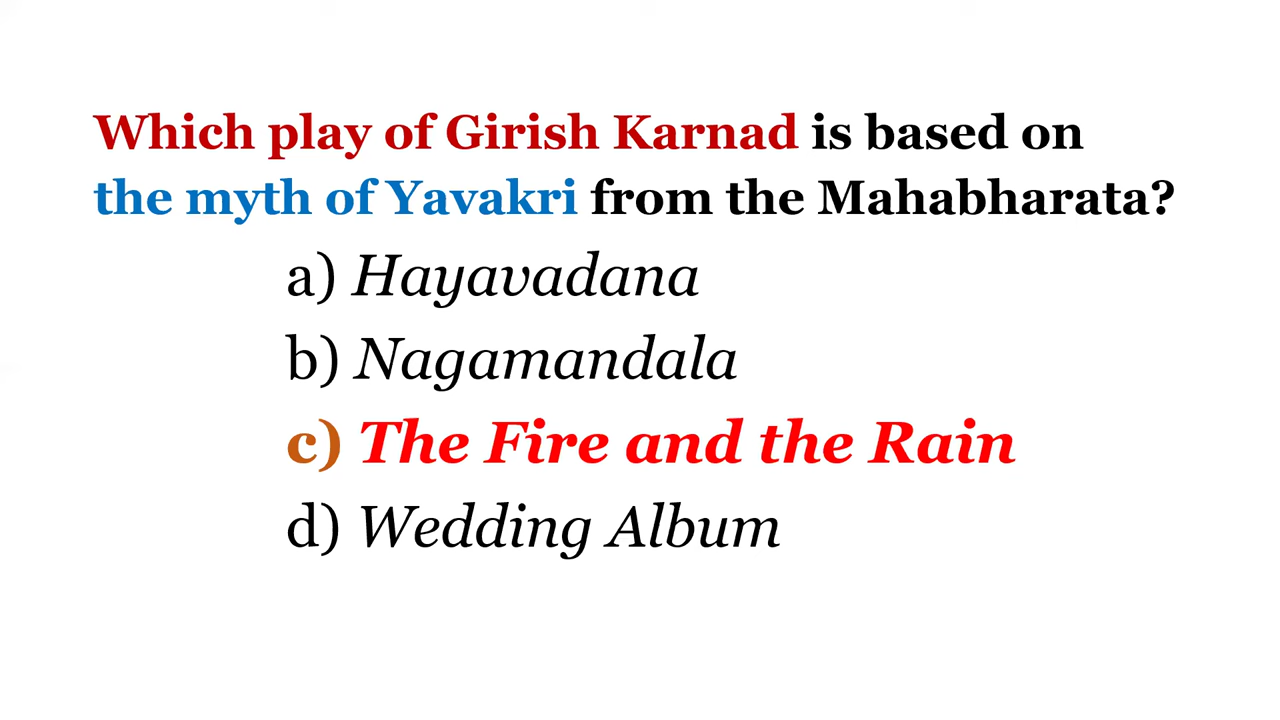 Which play of Girish Karnad is based on
the myth of Yavakri from the Mahabharata?
a) Hayavadana
b) Nagamandala
c) The Fire and the Rain
d) Wedding Album